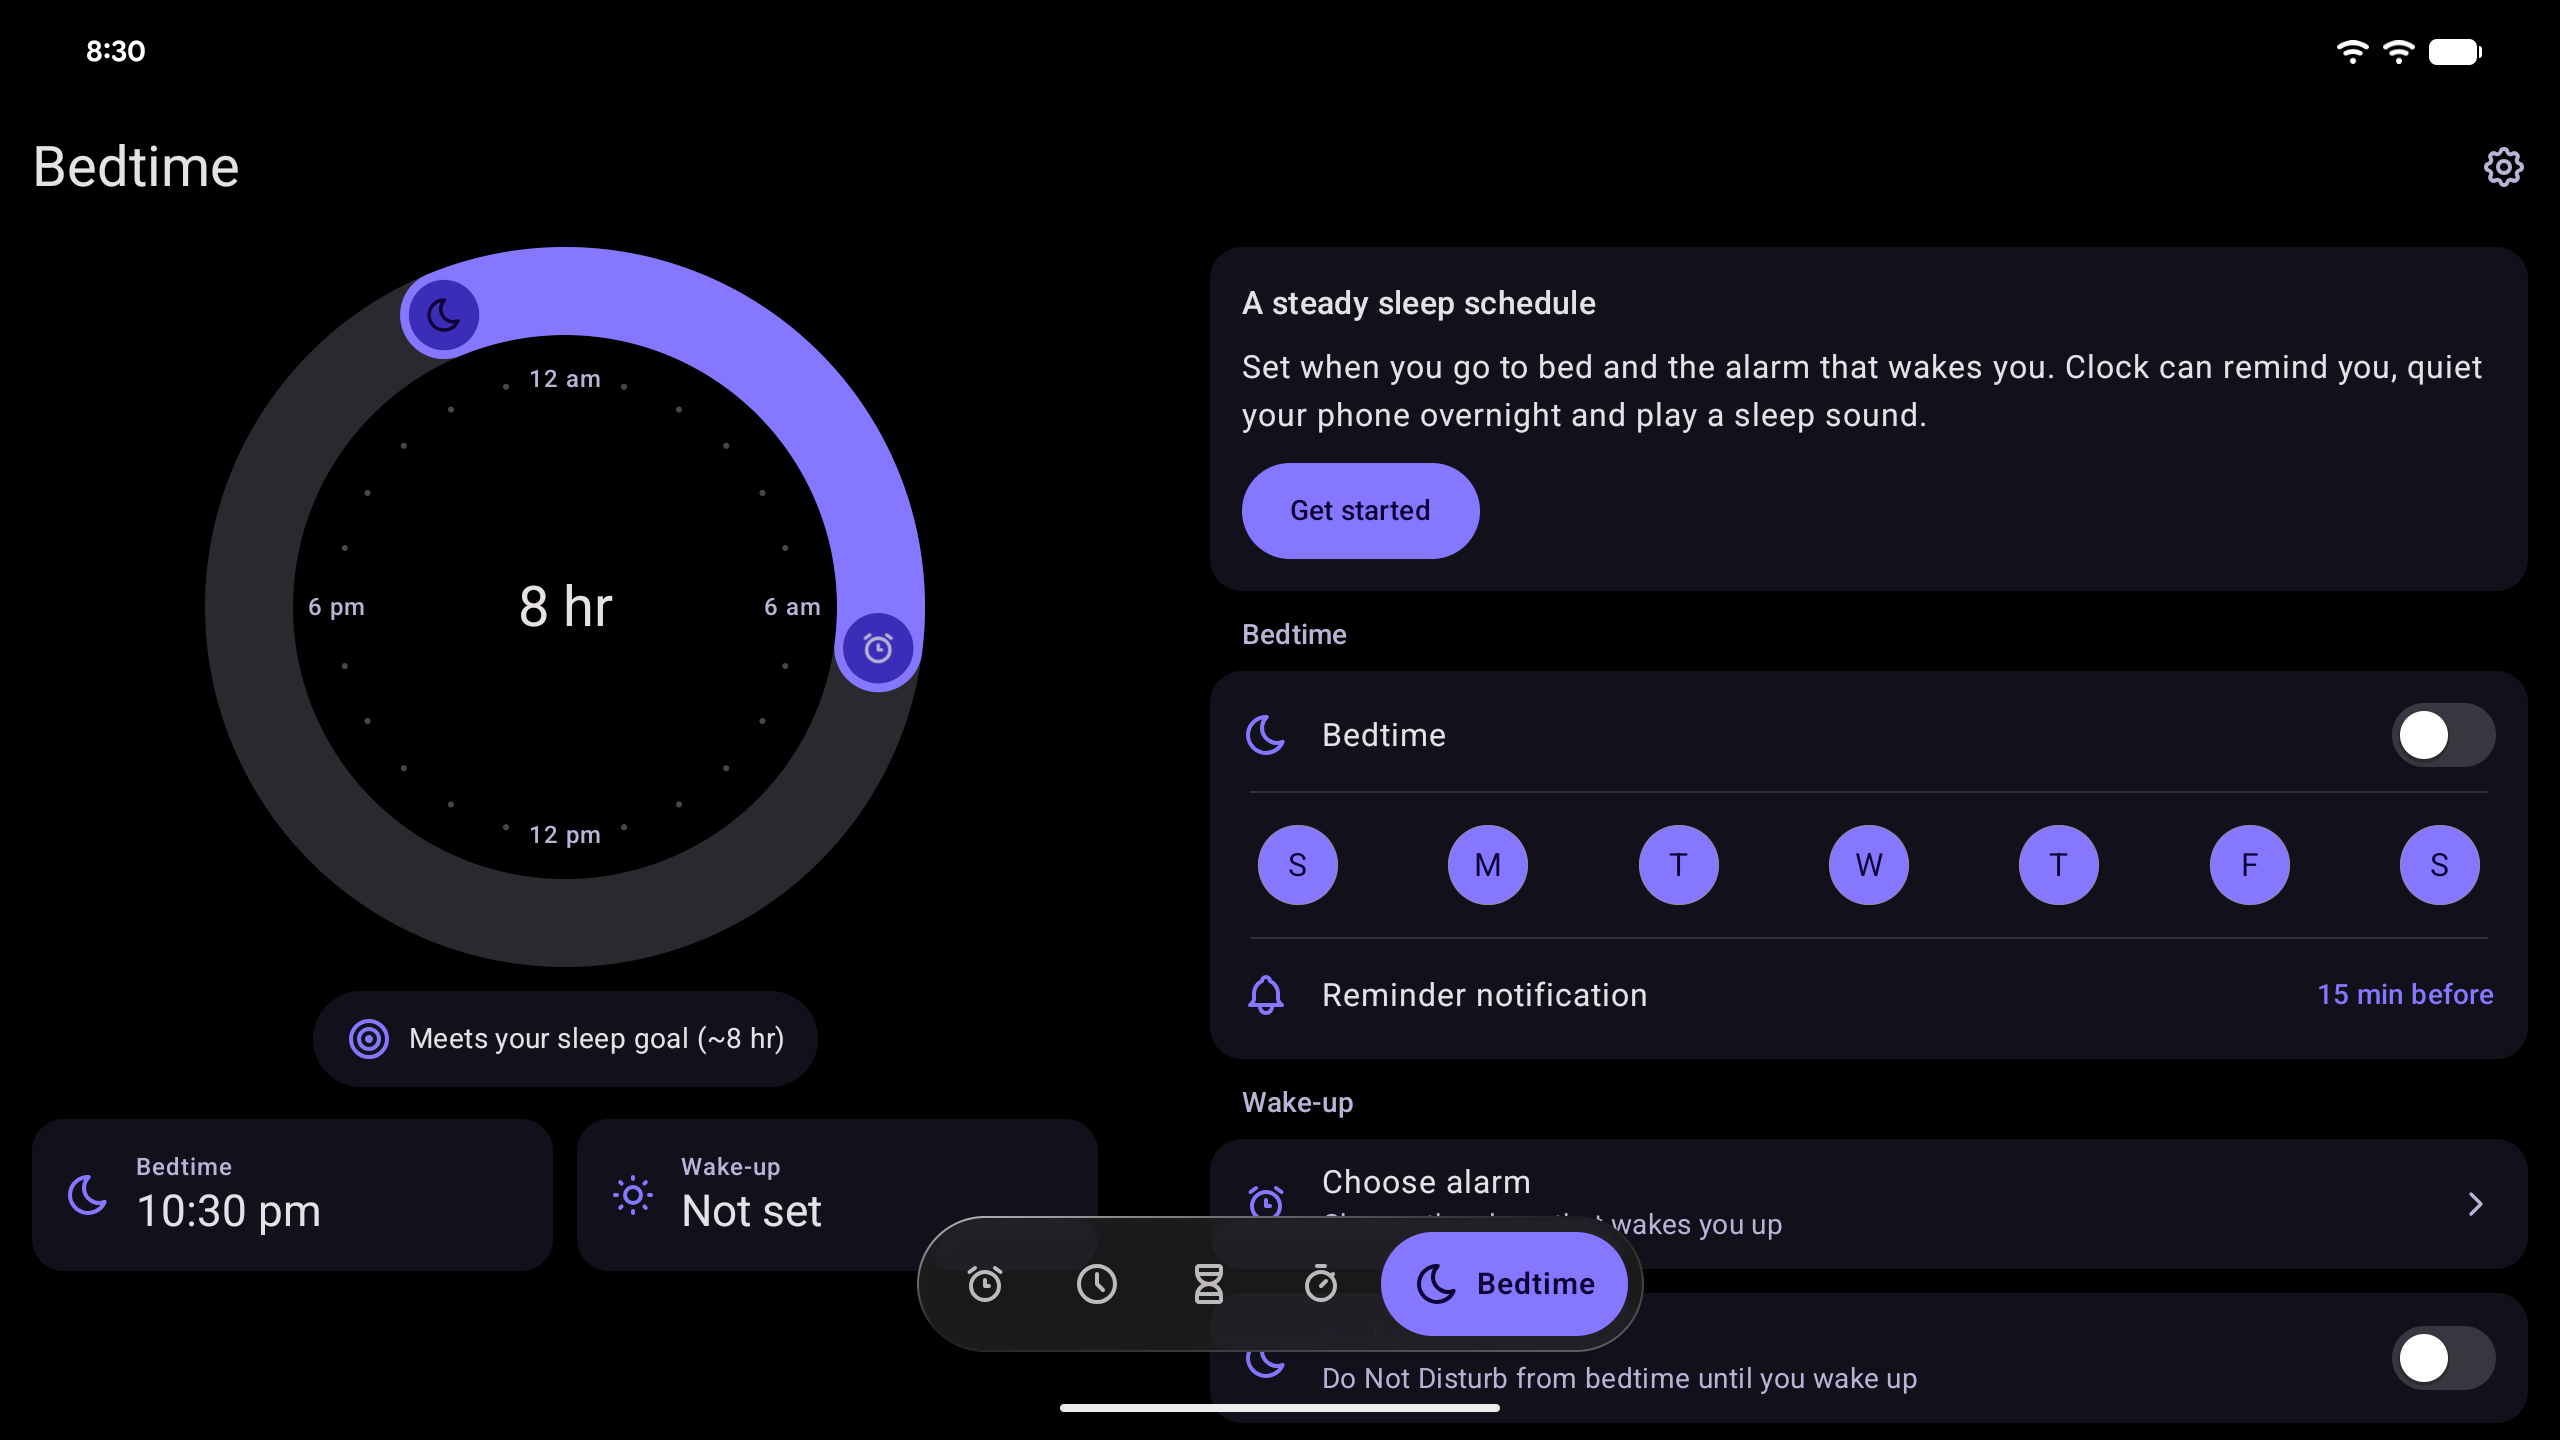 8:30
Bedtime
12 am
6 pm
8 hr
6 am
12 pm
Meets your sleep goal (~8 hr)
Bedtime
10:30 pm
Wake-up
Not set
A steady sleep schedule
Set when you go to bed and the alarm that wakes you. Clock can remind you, quiet
your phone overnight and play a sleep sound.
Get started
Bedtime
Bedtime
S M T W T F S
Reminder notification
15 min before
Wake-up
Choose alarm
wakes you up
Bedtime
Do Not Disturb from bedtime until you wake up